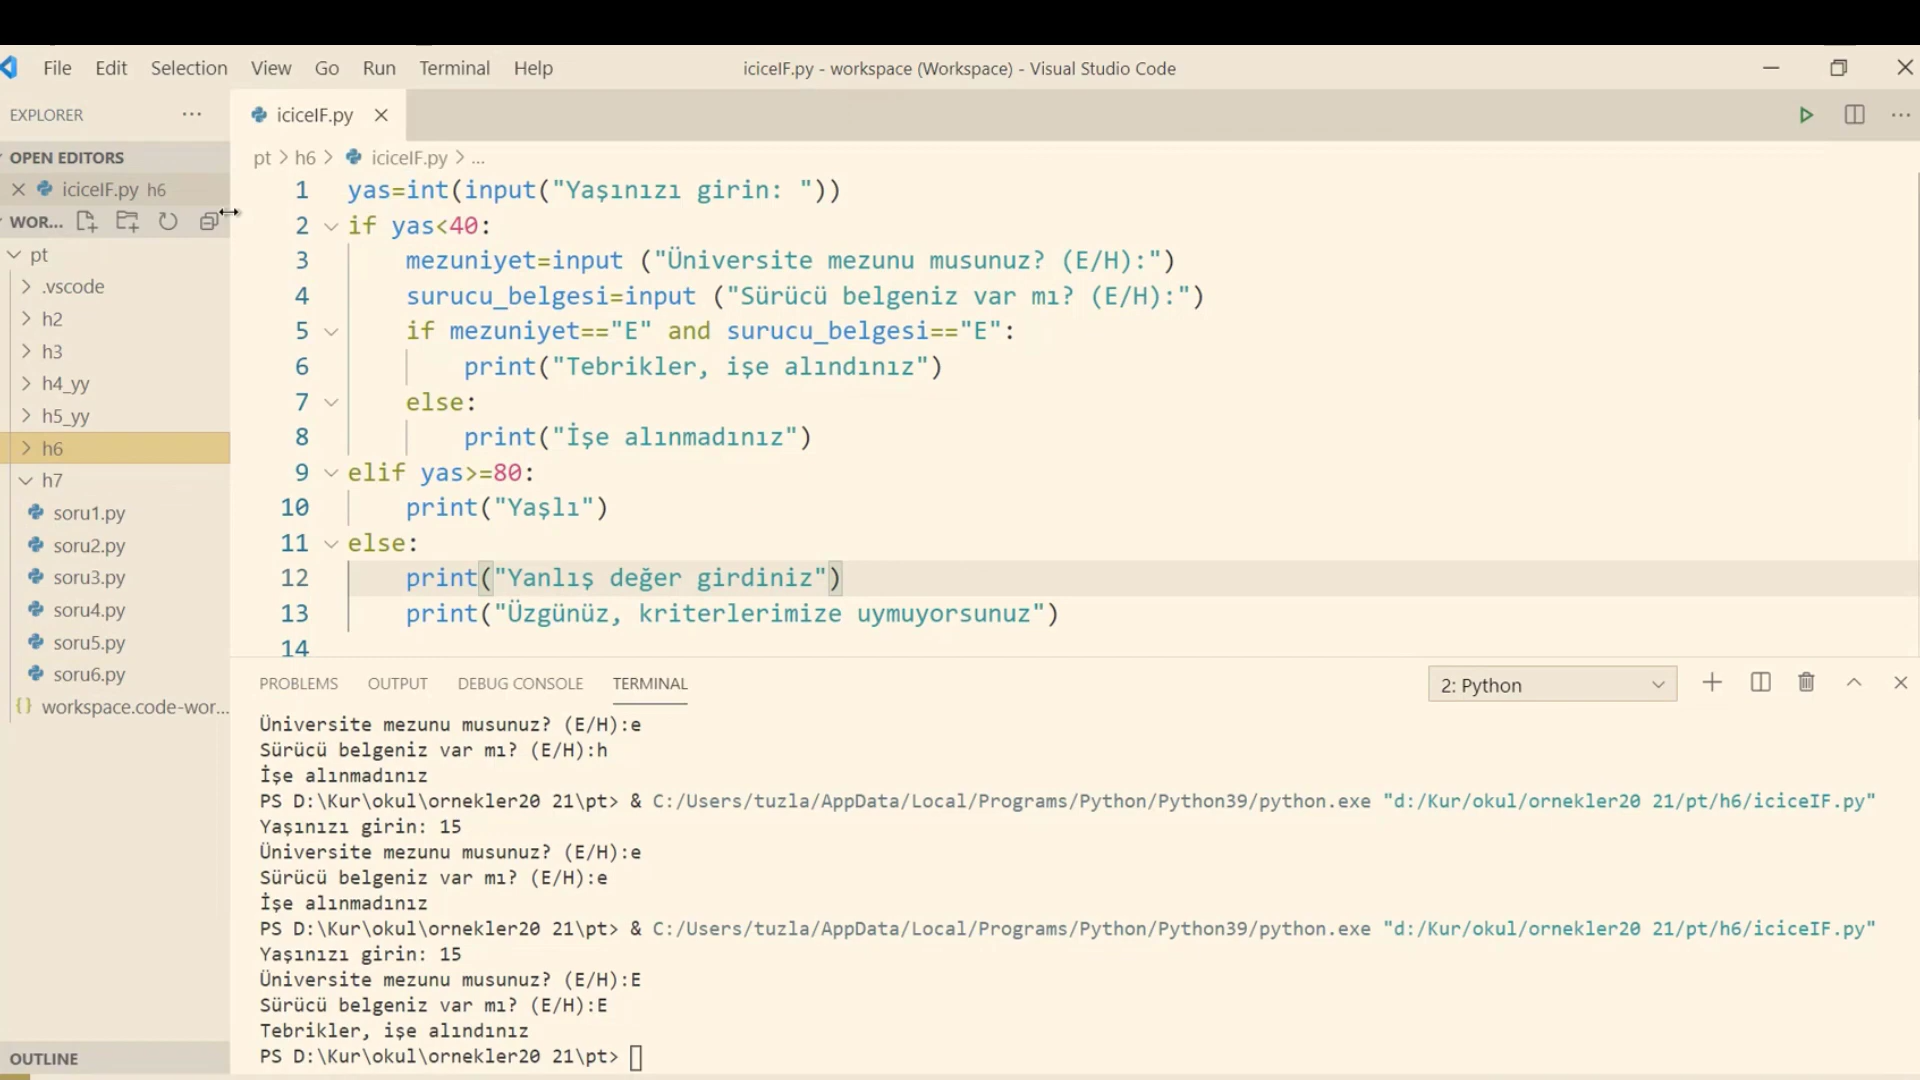 File Edit Selection View Go Run Terminal Help
iciceIF.py - workspace (Workspace) - Visual Studio Code
EXPLORER
OPEN EDITORS
iciceIF.py h6
WOR...
pt
.vscode
h2
h3
h4_yy
h5_yy
h6
h7
soru1.py
soru2.py
soru3.py
soru4.py
soru5.py
soru6.py
{} workspace.code-wor...
OUTLINE
iciceIF.py
pt > h6 > iciceIF.py > ...
1 yas=int(input("Yaşınızı girin: "))
2 if yas<40:
3 mezuniyet=input ("Üniversite mezunu musunuz? (E/H):")
4 surucu_belgesi=input ("Sürücü belgeniz var mı? (E/H):")
5 if mezuniyet=="E" and surucu_belgesi=="E":
6 print("Tebrikler, işe alındınız")
7 else:
8 print("İşe alınmadınız")
9 elif yas>=80:
10 print("Yaşlı")
11 else:
12 print("Yanlış değer girdiniz")
13 print("Üzgünüz, kriterlerimize uymuyorsunuz")
14
PROBLEMS OUTPUT DEBUG CONSOLE TERMINAL
2: Python
Üniversite mezunu musunuz? (E/H):e
Sürücü belgeniz var mı? (E/H):h
İşe alınmadınız
PS D:\Kur\okul\ornekler20 21\pt> & C:/Users/tuzla/AppData/Local/Programs/Python/Python39/python.exe "d:/Kur/okul/ornekler20 21/pt/h6/iciceIF.py"
Yaşınızı girin: 15
Üniversite mezunu musunuz? (E/H):e
Sürücü belgeniz var mı? (E/H):e
İşe alınmadınız
PS D:\Kur\okul\ornekler20 21\pt> & C:/Users/tuzla/AppData/Local/Programs/Python/Python39/python.exe "d:/Kur/okul/ornekler20 21/pt/h6/iciceIF.py"
Yaşınızı girin: 15
Üniversite mezunu musunuz? (E/H):E
Sürücü belgeniz var mı? (E/H):E
Tebrikler, işe alındınız
PS D:\Kur\okul\ornekler20 21\pt>